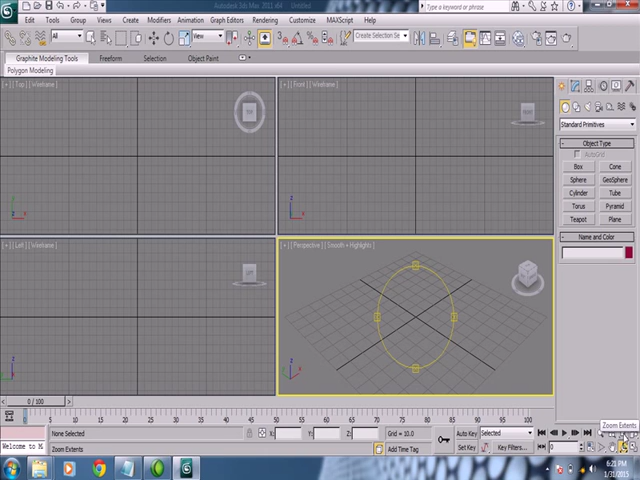 Autodesk 3ds Max 2011 x64 Untitled
Type a keyword or phrase
Edit Tools Group Views Create Modifiers Animation Graph Editors Rendering Customize MAXScript Help
All
View
Create Selection Se
Graphite Modeling Tools Freeform Selection Object Paint
Polygon Modeling
[ + ] [ Top ] [ Wireframe ]
TOP
[ + ] [ Front ] [ Wireframe ]
FRONT
[ + ] [ Left ] [ Wireframe ]
LEFT
[ + ] [ Perspective ] [ Smooth + Highlights ]
Standard Primitives
Object Type
AutoGrid
Box Cone
Sphere GeoSphere
Cylinder Tube
Torus Pyramid
Teapot Plane
Name and Color
0 / 100
0 5 10 15 20 25 30 35 40 45 50 55 60 65 70 75 80 85 90 95 100
Zoom Extents
None Selected
X: Y: Z:
Grid = 10.0
Auto Key Selected
Welcome to M
Zoom Extents
Add Time Tag
Set Key Key Filters...
0
6:21 PM
1/31/2015